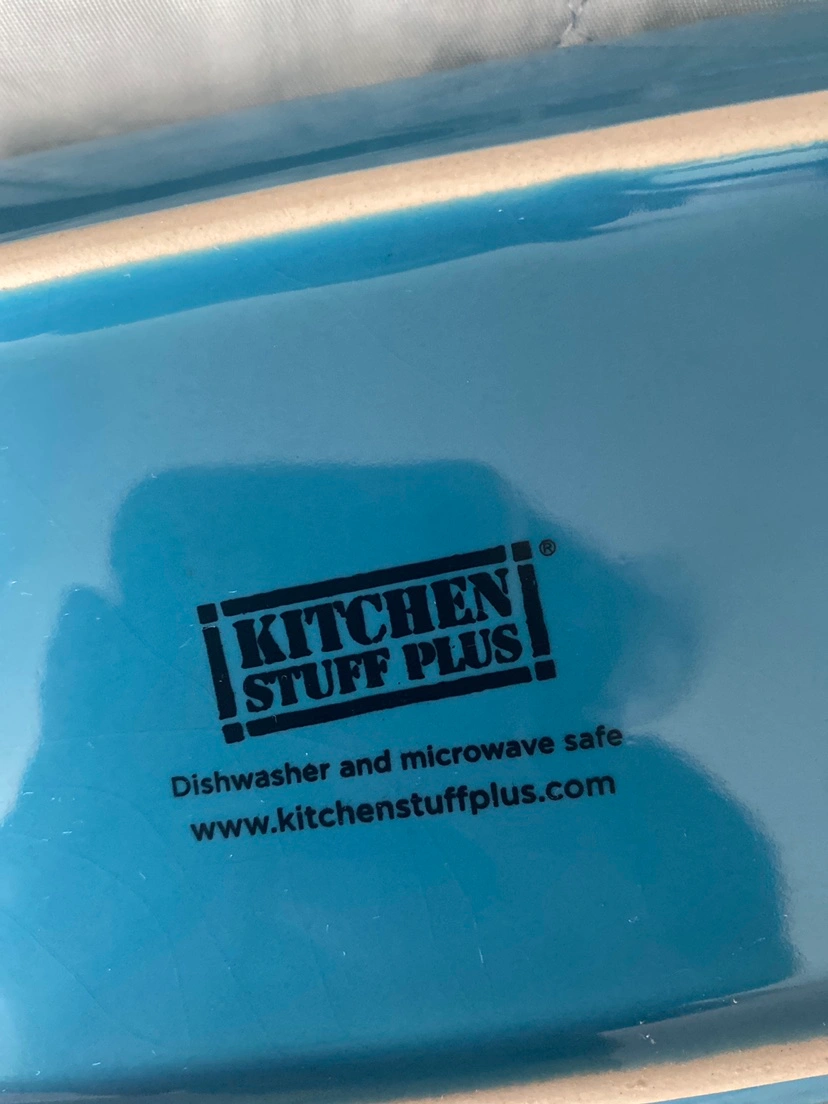 KITCHEN
STUFF PLUS
®
Dishwasher and microwave safe
www.kitchenstuffplus.com